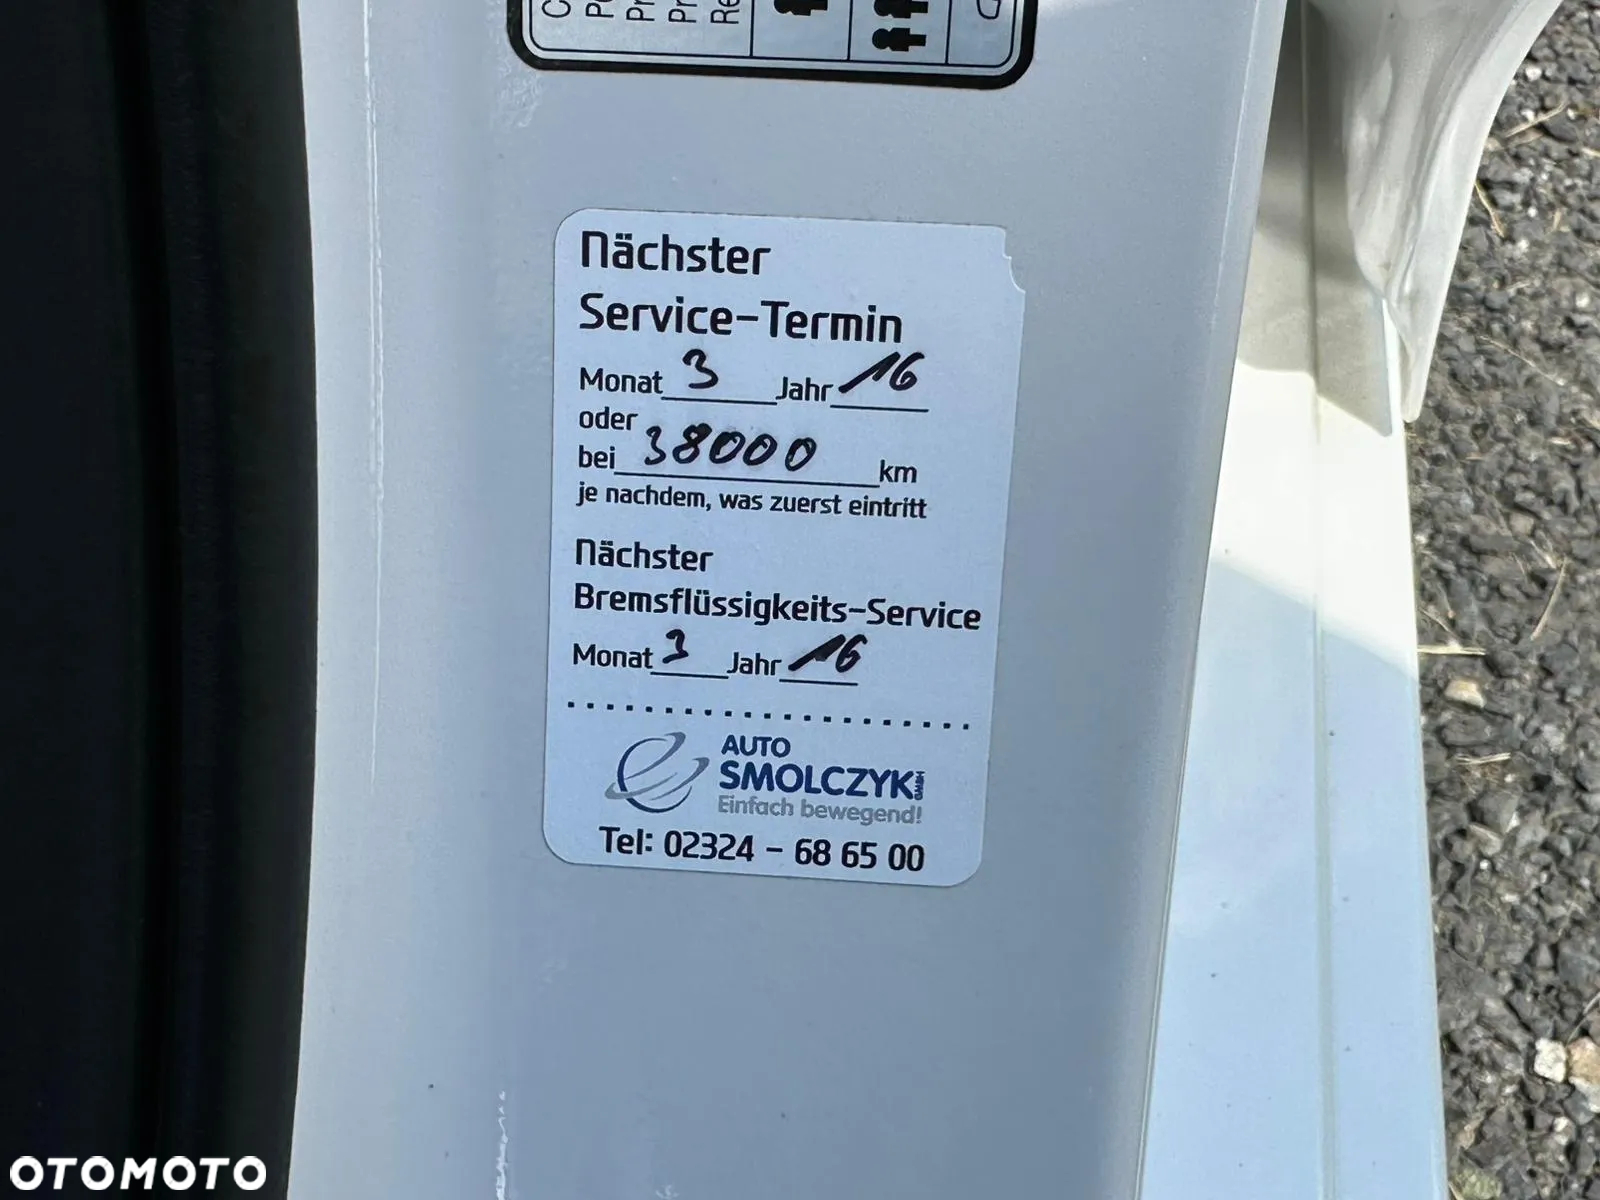 Nächster
Service-Termin
Monat 3 Jahr 16
oder
bei 38000 km
je nachdem, was zuerst eintritt
Nächster
Bremsflüssigkeits-Service
Monat 3 Jahr 16
AUTO
SMOLCZYK GMBH
Einfach bewegend!
Tel: 02324 - 68 65 00
OTOMOTO